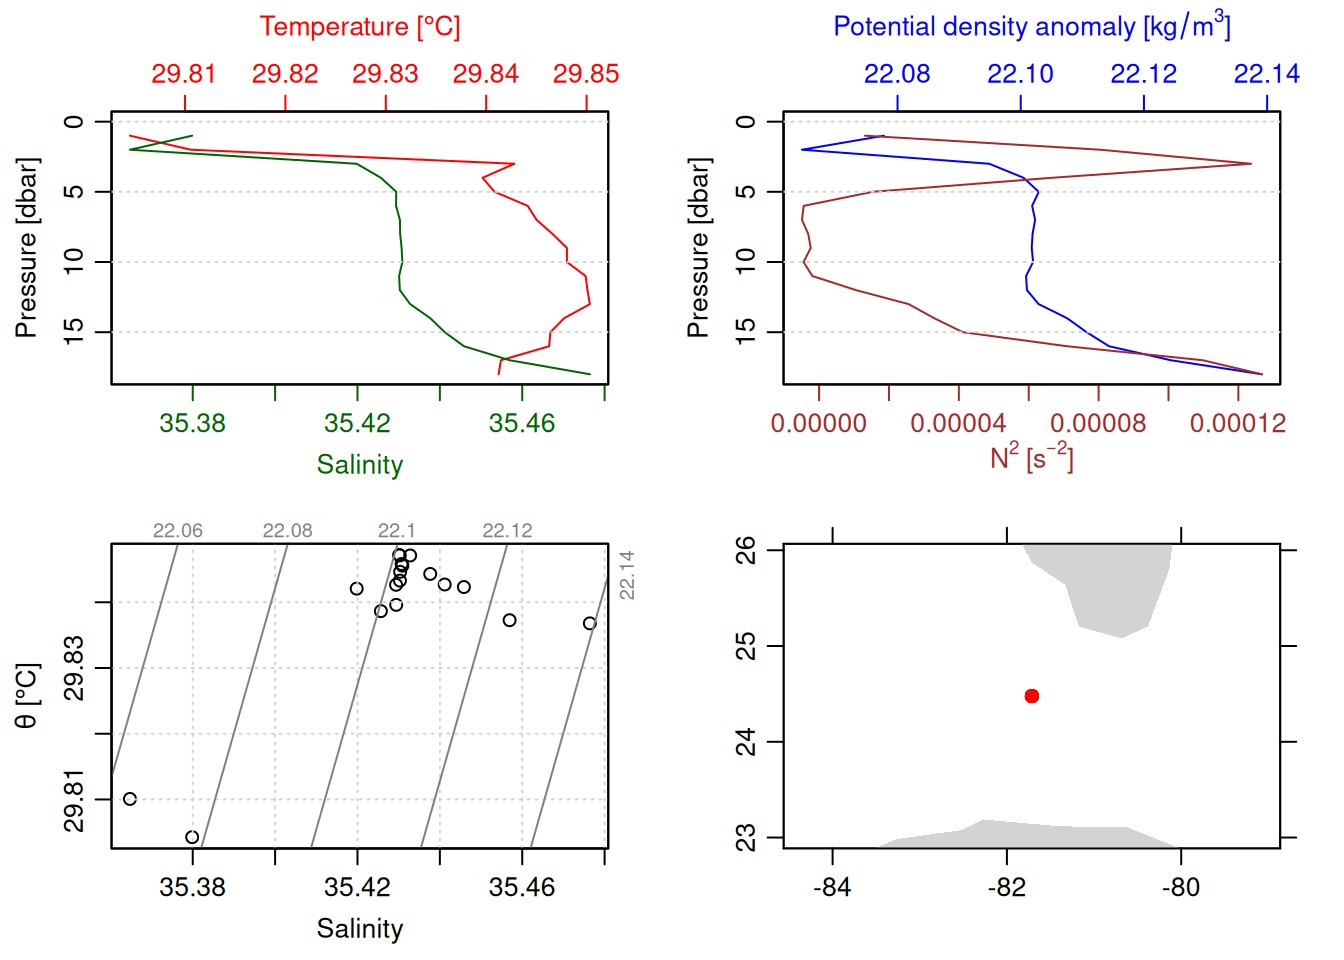 Temperature [°C]
29.81 29.82 29.83 29.84 29.85
Pressure [dbar]
0 5 10 15
35.38 35.42 35.46
Salinity
Potential density anomaly [kg/m³]
22.08 22.10 22.12 22.14
Pressure [dbar]
0 5 10 15
0.00000 0.00004 0.00008 0.00012
N² [s⁻²]
22.06 22.08 22.1 22.12
22.14
θ [°C]
29.83
29.81
35.38 35.42 35.46
Salinity
26
25
24
23
-84 -82 -80